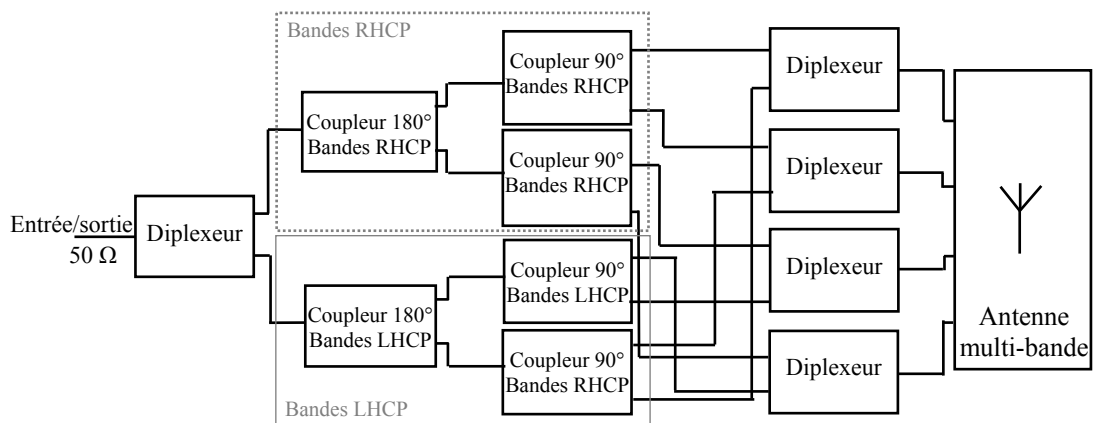 Bandes RHCP
Coupleur 90°
Bandes RHCP
Diplexeur
Coupleur 180°
Bandes RHCP
Coupleur 90°
Bandes RHCP
Diplexeur
Entrée/sortie
50 Ω
Diplexeur
Coupleur 90°
Bandes LHCP
Diplexeur
Coupleur 180°
Bandes LHCP
Coupleur 90°
Bandes RHCP
Diplexeur
Antenne
multi-bande
Bandes LHCP